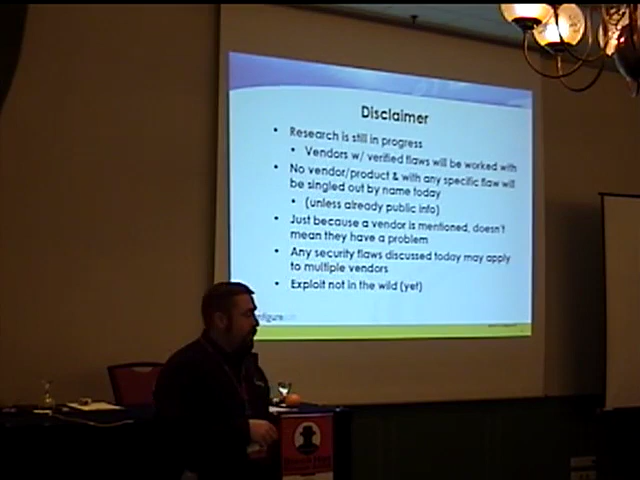 Disclaimer
• Research is still in progress
• Vendors w/ verified flaws will be worked with
• No vendor/product & with any specific flaw will
be singled out by name today
• (unless already public info)
• Just because a vendor is mentioned, doesn't
mean they have a problem
• Any security flaws discussed today may apply
to multiple vendors
• Exploit not in the wild (yet)